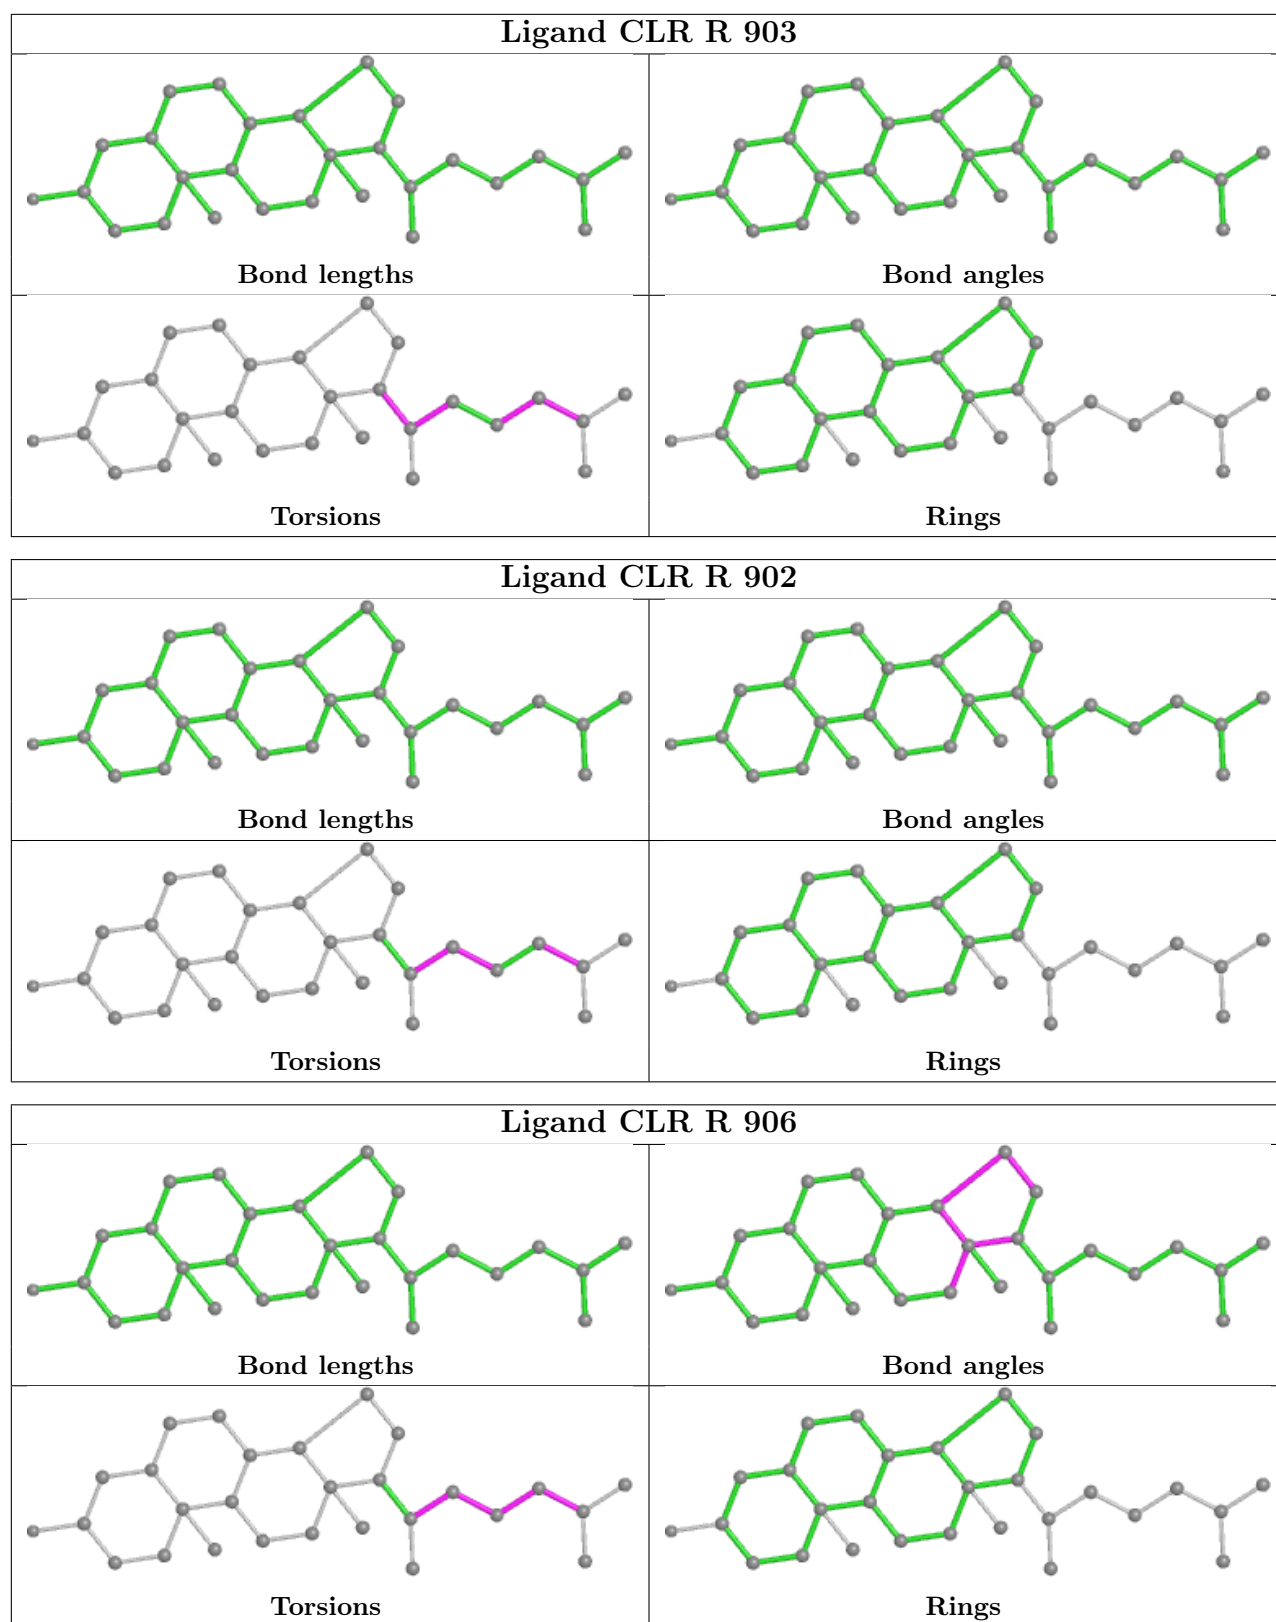 Ligand CLR R 903
Bond lengths
Bond angles
Torsions
Rings
Ligand CLR R 902
Bond lengths
Bond angles
Torsions
Rings
Ligand CLR R 906
Bond lengths
Bond angles
Torsions
Rings